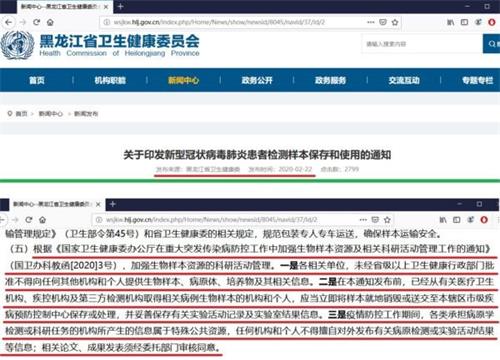 新闻中心--黑龙江省卫生健康委员
wsjkw.hlj.gov.cn/index.php/Home/News/show/newsid/8045/navid/37/Id/2
黑龙江省卫生健康委员会
Health Commission of Heilongjiang Province
请输入搜索内容
首页 机构职能 新闻中心 政务公开 政务服务 交流互动 专题专栏
首页 > 新闻中心 > 新闻发布
关于印发新型冠状病毒肺炎患者检测样本保存和使用的通知
发布来源：黑龙江省卫生健康委 发布时间：2020-02-22 点击次数：2799
新闻中心--黑龙江省卫生健康委员
wsjkw.hlj.gov.cn/index.php/Home/News/show/newsid/8045/navid/37/Id/2
输管理规定》（卫生部令第45号）和省卫生健康委的相关规定，规范包装专人专车运送，确保样本运输安全。
（五）根据《国家卫生健康委办公厅在重大突发传染病防控工作中加强生物样本资源及相关科研活动管理工作的通知》
（国卫办科教函[2020]3号），加强生物样本资源的科研活动管理。一是各相关单位，未经省级以上卫生健康行政部门批
准不得向任何其他机构和个人提供生物样本、病原体、培养物及其相关信息。二是在本通知发布前，已经从有关医疗卫生
机构、疾控机构及第三方检测机构取得相关病例生物样本的机构和个人，应当立即将样本就地销毁或送交至本辖区市级疾
病预防控制中心保存或处理，并妥善保存有关实验活动记录及实验室结果信息。三是疫情防控工作期间，各类承担病原学
检测或科研任务的机构所产生的信息属于特殊公共资源，任何机构和个人不得擅自对外发布有关病原检测或实验活动结果
等信息；相关论文、成果发表须经委托部门审核同意。